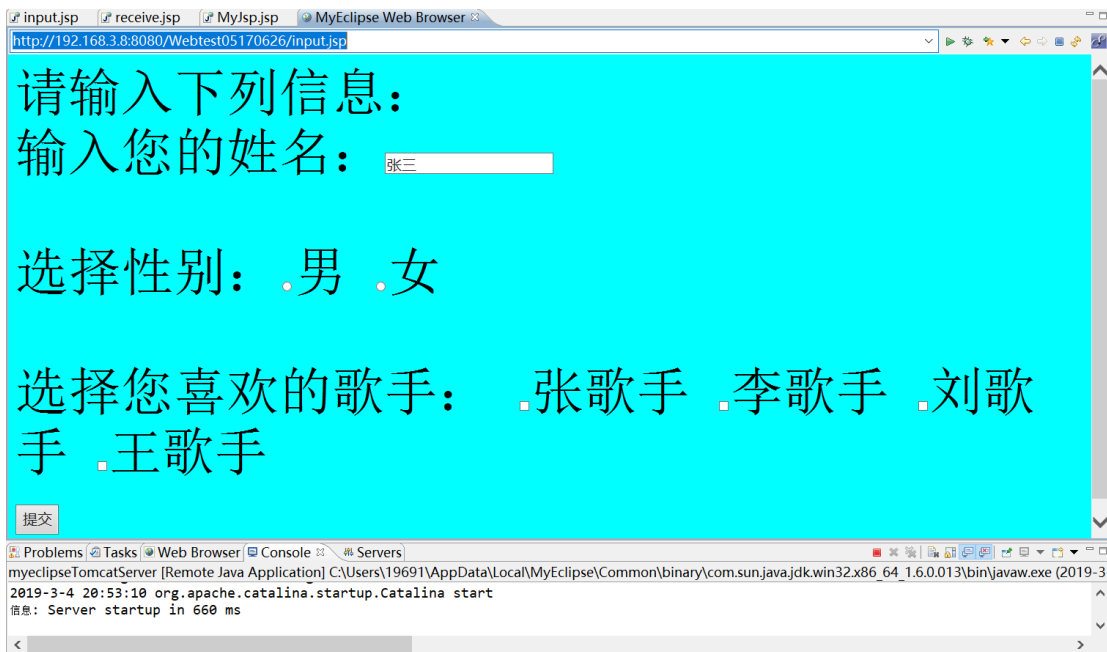 input.jsp receive.jsp MyJsp.jsp MyEclipse Web Browser
http://192.168.3.8:8080/Webtest05170626/input.jsp
请输入下列信息：
输入您的姓名： 张三
选择性别： 男 女
选择您喜欢的歌手： 张歌手 李歌手 刘歌
手 王歌手
提交
Problems Tasks Web Browser Console Servers
myeclipseTomcatServer [Remote Java Application] C:\Users\19691\AppData\Local\MyEclipse\Common\binary\com.sun.java.jdk.win32.x86_64_1.6.0.013\bin\javaw.exe (2019-3
2019-3-4 20:53:10 org.apache.catalina.startup.Catalina start
信息: Server startup in 660 ms